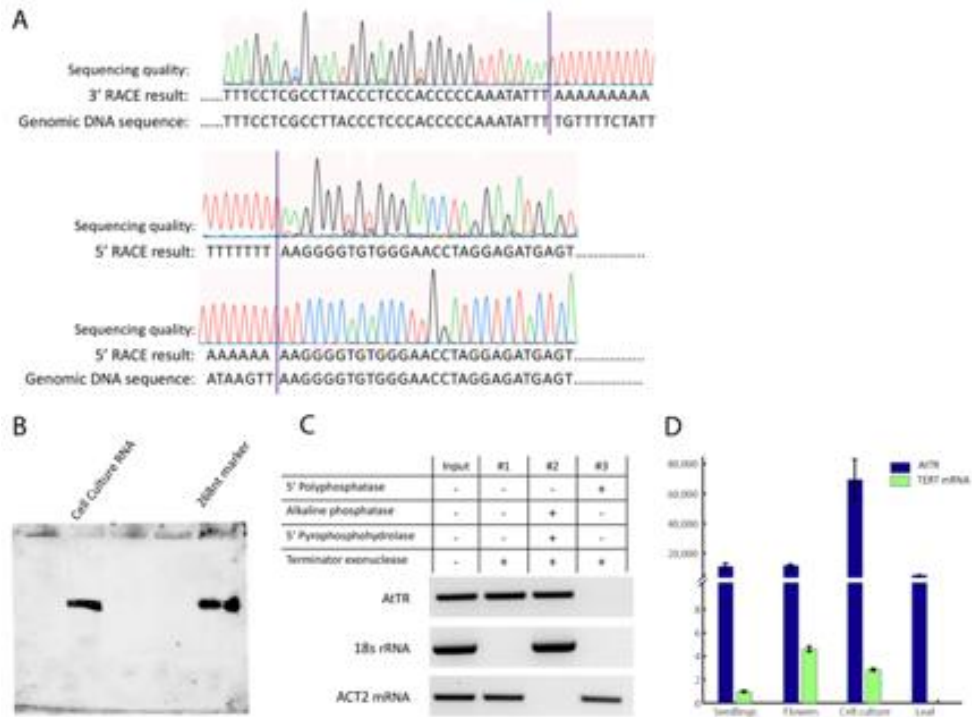 A
Sequencing quality:
3' RACE result: ......TTTCCTCGCCTTACCCTCCCACCCCCAAATATTT AAAAAAAAA
Genomic DNA sequence: ......TTTCCTCGCCTTACCCTCCCACCCCCAAATATTT TGTTTTCTATT
Sequencing quality:
5' RACE result: TTTTTTT AAGGGGTGTGGGAACCTAGGAGATGAGT..................
Sequencing quality:
5' RACE result: AAAAAA AAGGGGTGTGGGAACCTAGGAGATGAGT..................
Genomic DNA sequence: ATAAGTT AAGGGGTGTGGGAACCTAGGAGATGAGT..................
B
Cell Culture RNA
268nt marker
C
Input #1 #2 #3
5' Polyphosphatase - - - +
Alkaline phosphatase - - + -
5' Pyrophosphohydrolase - - + -
Terminator exonuclease - + + +
AtTR
18s rRNA
ACT2 mRNA
D
AtTR
TERT mRNA
80,000
60,000
40,000
20,000
8
6
4
2
0
Seedlings Flowers Cell culture Leaf